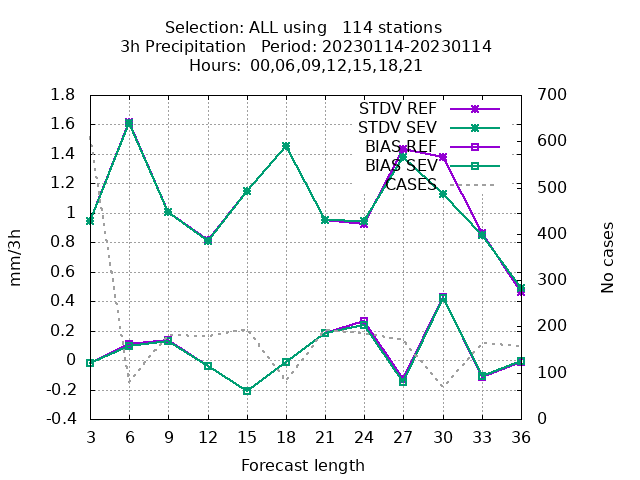 Selection: ALL using   114 stations
3h Precipitation   Period: 20230114-20230114
Hours:  00,06,09,12,15,18,21
STDV REF
STDV SEV
BIAS REF
BIAS SEV
CASES
mm/3h
1.8
1.6
1.4
1.2
1
0.8
0.6
0.4
0.2
0
-0.2
-0.4
700
600
500
400
300
200
100
0
No cases
3 6 9 12 15 18 21 24 27 30 33 36
Forecast length